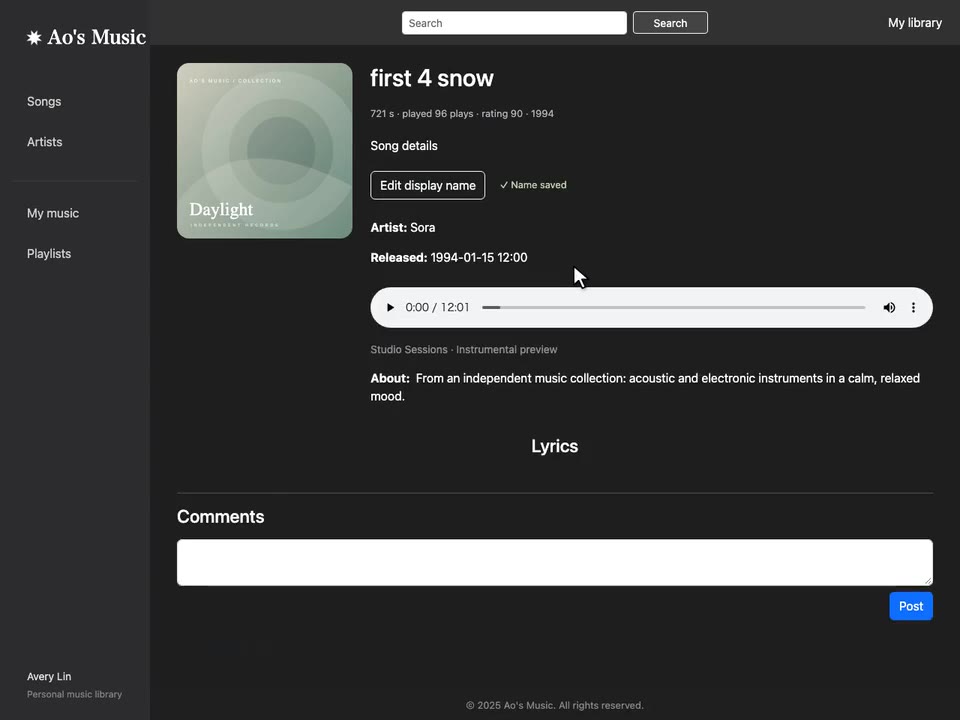 Ao's Music
Search
Search
My library
Songs
Artists
My music
Playlists
AO'S MUSIC / COLLECTION
Daylight
INDEPENDENT RECORDS
first 4 snow
721 s · played 96 plays · rating 90 · 1994
Song details
Edit display name
✓ Name saved
Artist: Sora
Released: 1994-01-15 12:00
0:00 / 12:01
Studio Sessions · Instrumental preview
About: From an independent music collection: acoustic and electronic instruments in a calm, relaxed
mood.
Lyrics
Comments
Post
Avery Lin
Personal music library
© 2025 Ao's Music. All rights reserved.